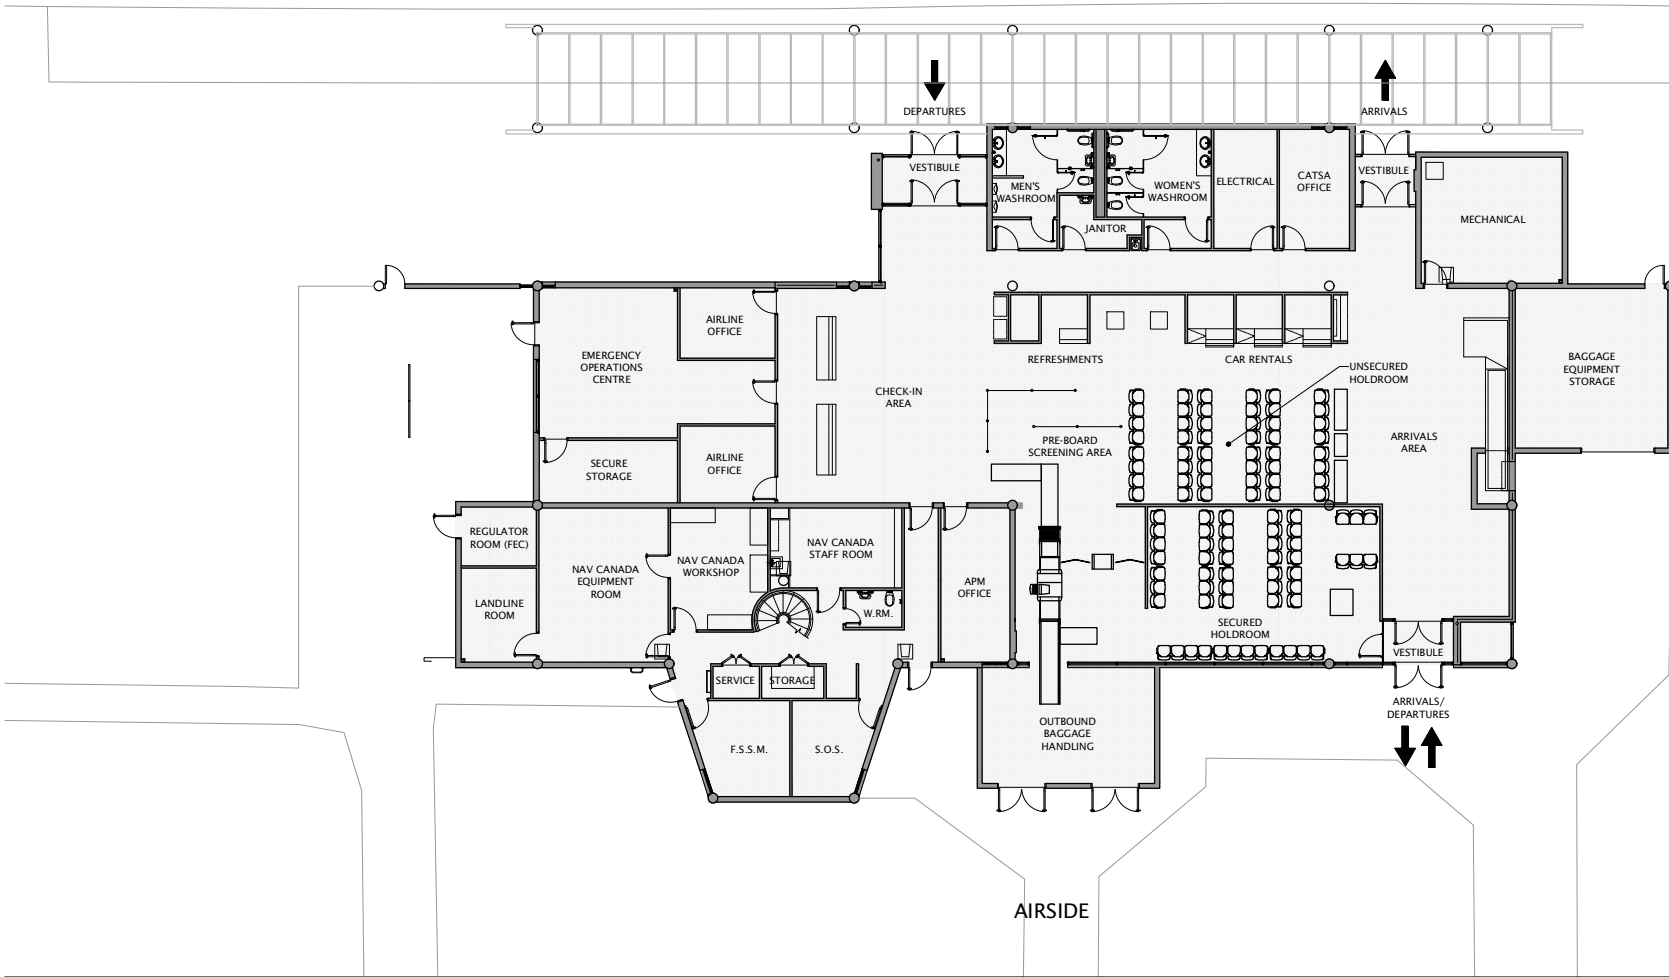 DEPARTURES
ARRIVALS
VESTIBULE
MEN'S
WASHROOM
JANITOR
WOMEN'S
WASHROOM
ELECTRICAL
CATSA
OFFICE
VESTIBULE
MECHANICAL
AIRLINE
OFFICE
EMERGENCY
OPERATIONS
CENTRE
CHECK-IN
AREA
REFRESHMENTS
CAR RENTALS
UNSECURED
HOLDROOM
BAGGAGE
EQUIPMENT
STORAGE
PRE-BOARD
SCREENING AREA
ARRIVALS
AREA
SECURE
STORAGE
AIRLINE
OFFICE
REGULATOR
ROOM (FEC)
NAV CANADA
EQUIPMENT
ROOM
NAV CANADA
WORKSHOP
NAV CANADA
STAFF ROOM
APM
OFFICE
LANDLINE
ROOM
W.RM.
SECURED
HOLDROOM
VESTIBULE
SERVICE
STORAGE
ARRIVALS/
DEPARTURES
F.S.S.M.
S.O.S.
OUTBOUND
BAGGAGE
HANDLING
AIRSIDE